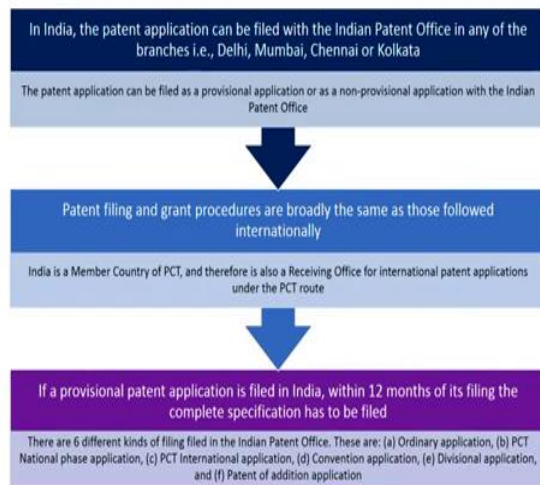 In India, the patent application can be filed with the Indian Patent Office in any of the
branches i.e., Delhi, Mumbai, Chennai or Kolkata
The patent application can be filed as a provisional application or as a non-provisional application with the Indian
Patent Office
Patent filing and grant procedures are broadly the same as those followed
internationally
India is a Member Country of PCT, and therefore is also a Receiving Office for international patent applications
under the PCT route
If a provisional patent application is filed in India, within 12 months of its filing the
complete specification has to be filed
There are 6 different kinds of filing filed in the Indian Patent Office. These are: (a) Ordinary application, (b) PCT
National phase application, (c) PCT International application, (d) Convention application, (e) Divisional application,
and (f) Patent of addition application